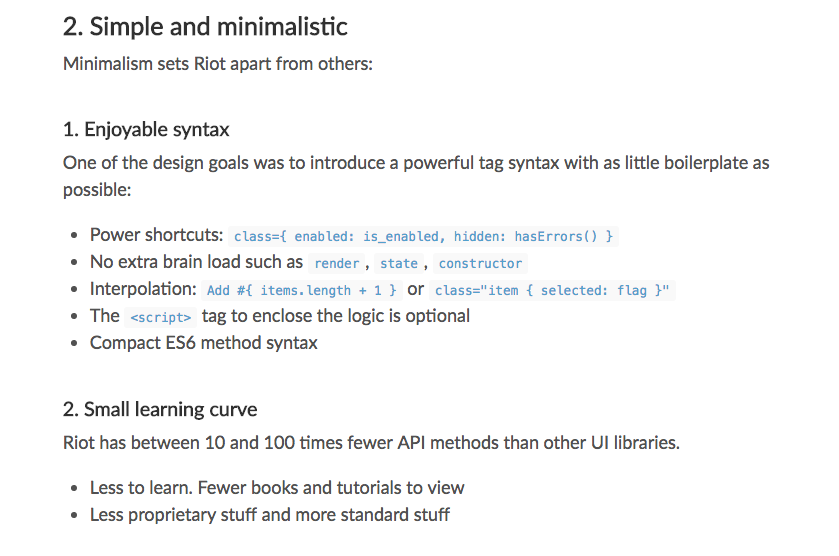 2. Simple and minimalistic
Minimalism sets Riot apart from others:
1. Enjoyable syntax
One of the design goals was to introduce a powerful tag syntax with as little boilerplate as
possible:
• Power shortcuts: class={ enabled: is_enabled, hidden: hasErrors() }
• No extra brain load such as render , state , constructor
• Interpolation: Add #{ items.length + 1 } or class="item { selected: flag }"
• The <script> tag to enclose the logic is optional
• Compact ES6 method syntax
2. Small learning curve
Riot has between 10 and 100 times fewer API methods than other UI libraries.
• Less to learn. Fewer books and tutorials to view
• Less proprietary stuff and more standard stuff